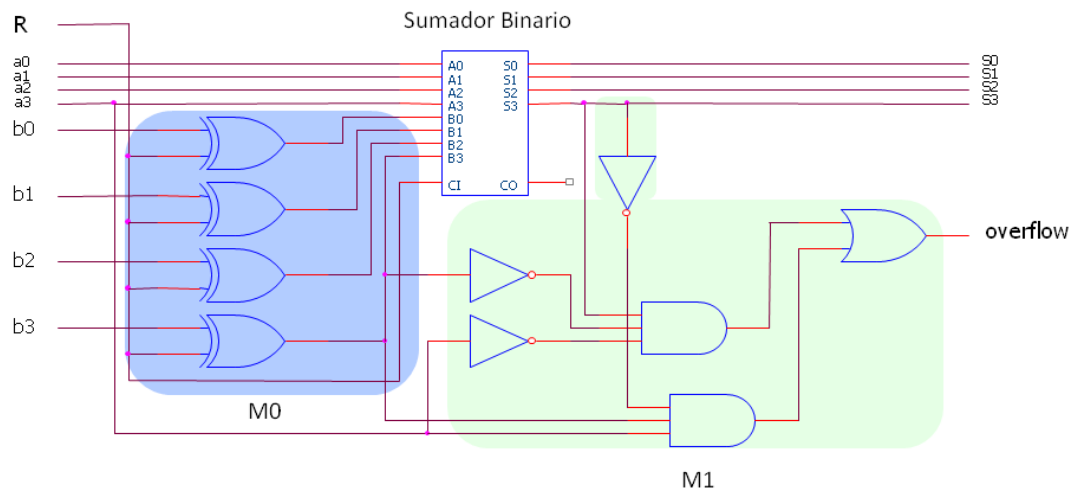 Sumador Binario
R
a0
a1
a2
a3
b0
b1
b2
b3
A0 S0
A1 S1
A2 S2
A3 S3
B0
B1
B2
B3
CI CO
S0
S1
S2
S3
overflow
M0
M1